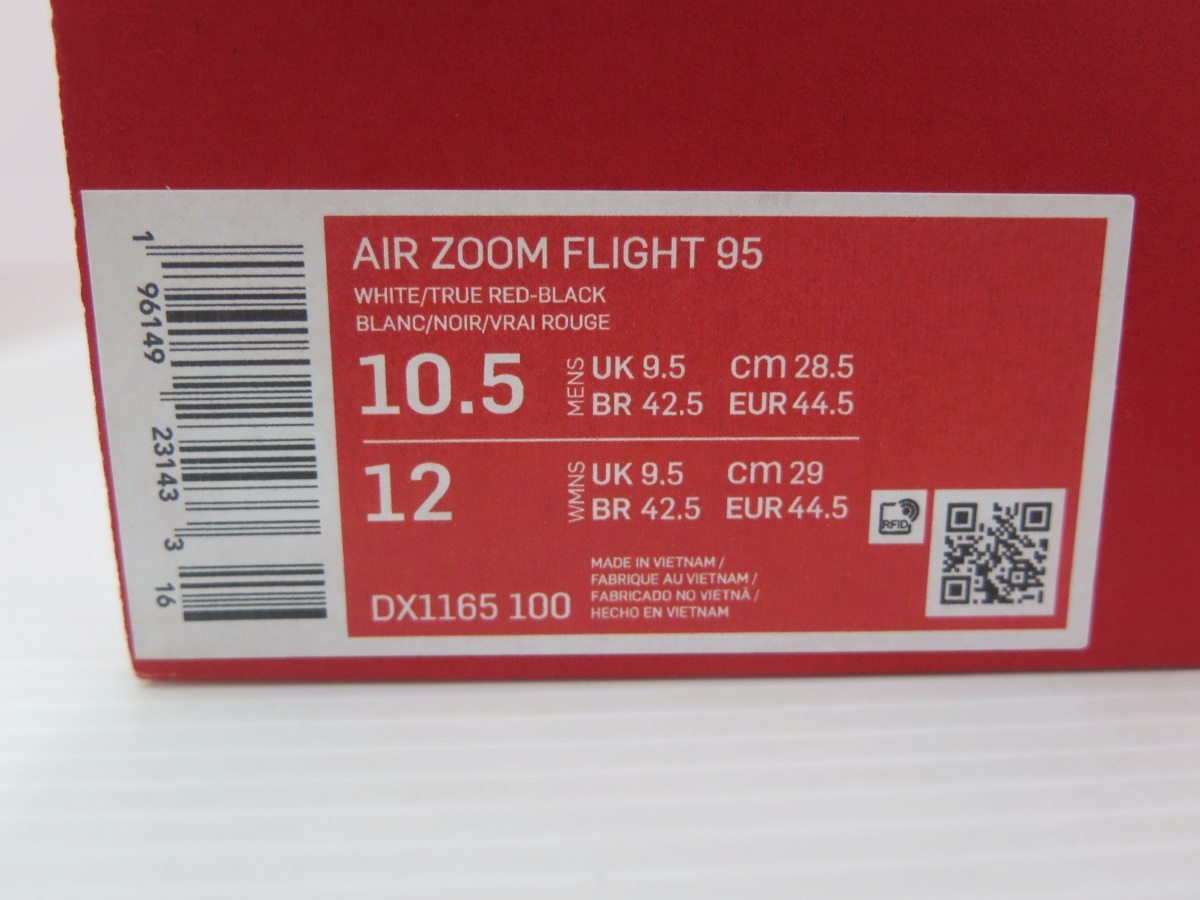 1 96149 23143 3 16
AIR ZOOM FLIGHT 95
WHITE/TRUE RED-BLACK
BLANC/NOIR/VRAI ROUGE
10.5 MENS UK 9.5 cm 28.5
BR 42.5 EUR 44.5
12 WMNS UK 9.5 cm 29
BR 42.5 EUR 44.5
RFID
DX1165 100
MADE IN VIETNAM /
FABRIQUE AU VIETNAM /
FABRICADO NO VIETNÃ /
HECHO EN VIETNAM